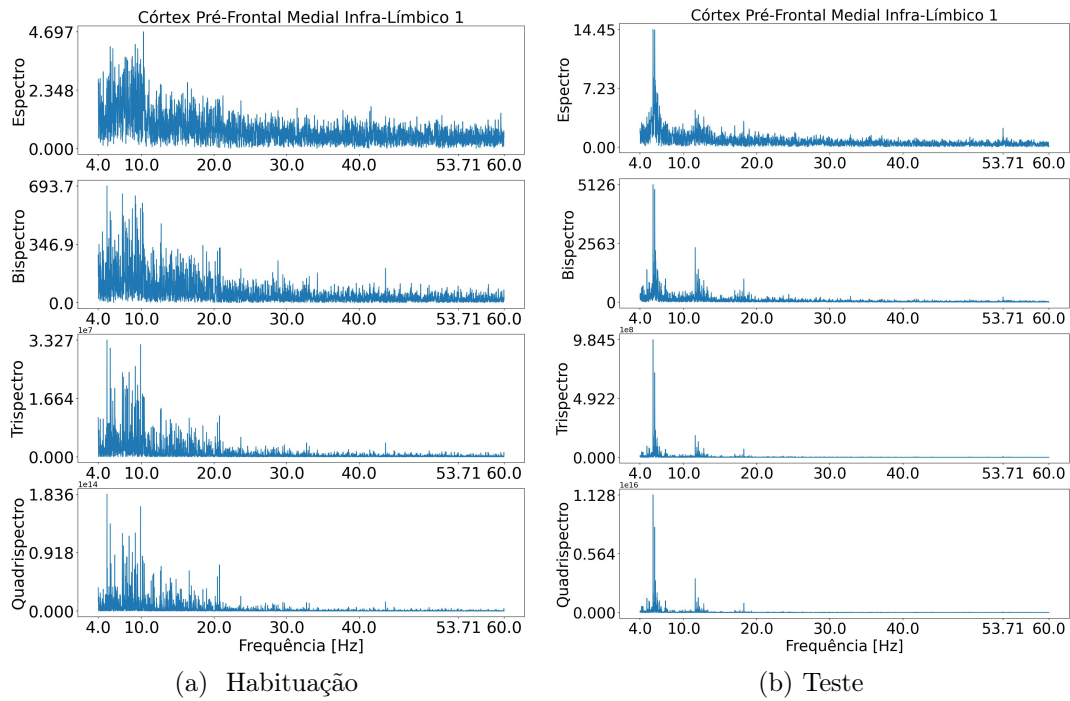 Córtex Pré-Frontal Medial Infra-Límbico 1
4.697
2.348
0.000
Espectro
4.0 10.0 20.0 30.0 40.0 53.71 60.0
693.7
346.9
0.0
Bispectro
4.0 10.0 20.0 30.0 40.0 53.71 60.0
1e7
3.327
1.664
0.000
Trispectro
4.0 10.0 20.0 30.0 40.0 53.71 60.0
1e14
1.836
0.918
0.000
Quadrispectro
4.0 10.0 20.0 30.0 40.0 53.71 60.0
Frequência [Hz]
(a) Habituação
Córtex Pré-Frontal Medial Infra-Límbico 1
14.45
7.23
0.00
Espectro
4.0 10.0 20.0 30.0 40.0 53.71 60.0
5126
2563
0
Bispectro
4.0 10.0 20.0 30.0 40.0 53.71 60.0
1e8
9.845
4.922
0.000
Trispectro
4.0 10.0 20.0 30.0 40.0 53.71 60.0
1e16
1.128
0.564
0.000
Quadrispectro
4.0 10.0 20.0 30.0 40.0 53.71 60.0
Frequência [Hz]
(b) Teste